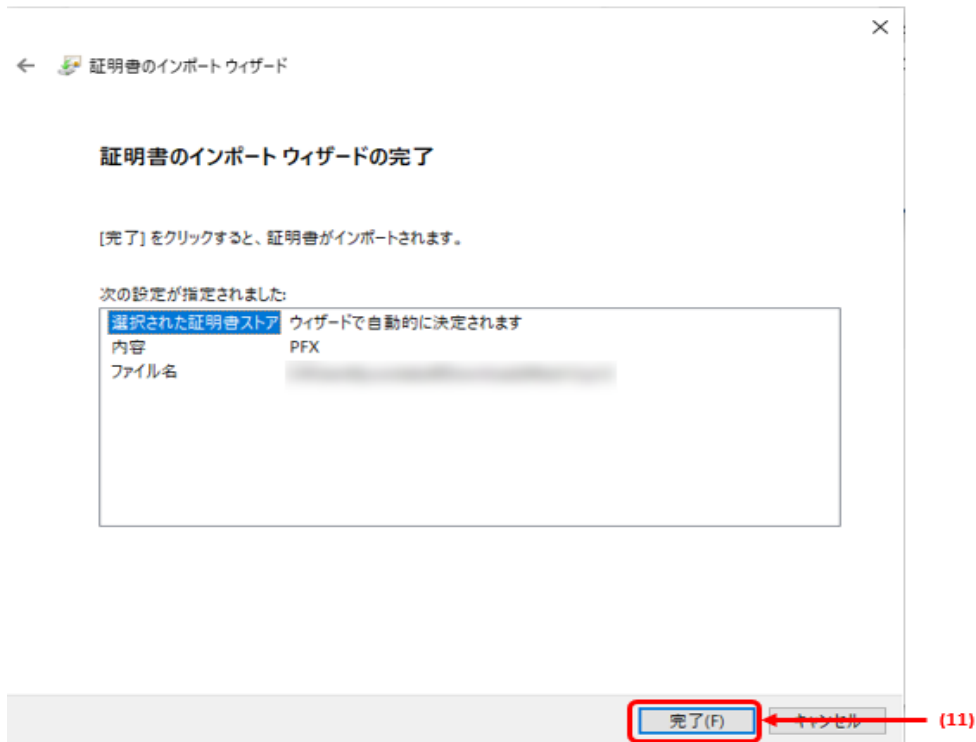 証明書のインポート ウィザード
証明書のインポート ウィザードの完了
[完了] をクリックすると、証明書がインポートされます。
次の設定が指定されました:
選択された証明書ストア ウィザードで自動的に決定されます
内容 PFX
ファイル名
完了(F) キャンセル (11)